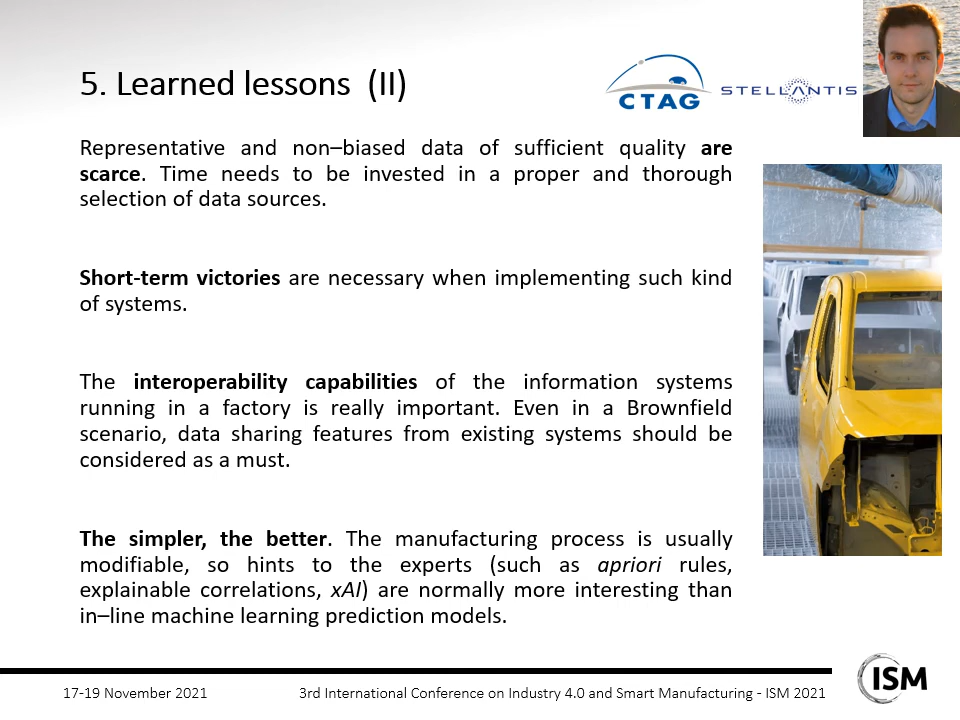 5. Learned lessons (II)
CTAG
STELLANTIS
Representative and non–biased data of sufficient quality are
scarce. Time needs to be invested in a proper and thorough
selection of data sources.
Short-term victories are necessary when implementing such kind
of systems.
The interoperability capabilities of the information systems
running in a factory is really important. Even in a Brownfield
scenario, data sharing features from existing systems should be
considered as a must.
The simpler, the better. The manufacturing process is usually
modifiable, so hints to the experts (such as apriori rules,
explainable correlations, xAI) are normally more interesting than
in–line machine learning prediction models.
17-19 November 2021
3rd International Conference on Industry 4.0 and Smart Manufacturing - ISM 2021
ISM